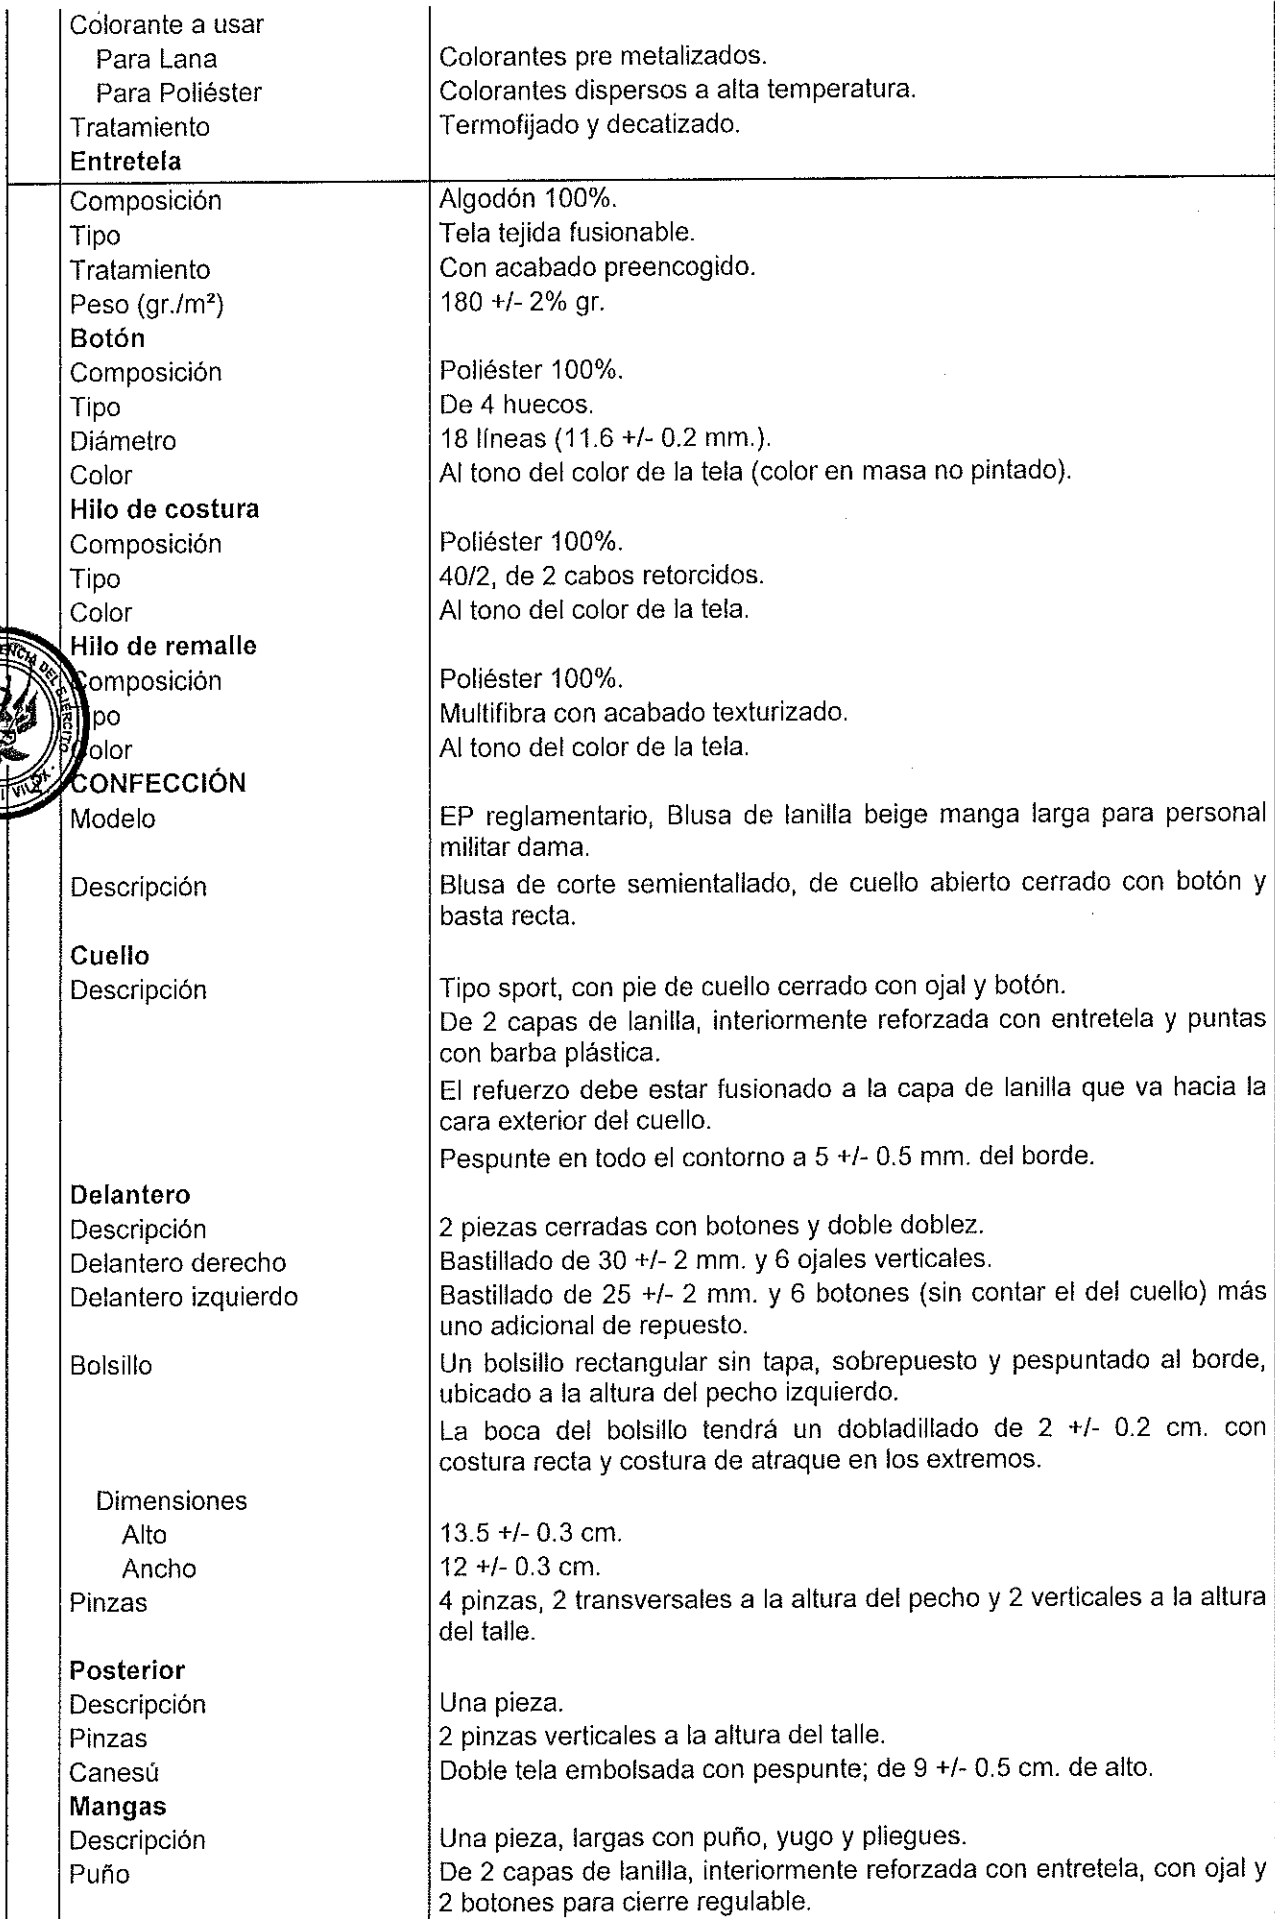 Colorante a usar
Para Lana Colorantes pre metalizados.
Para Poliéster Colorantes dispersos a alta temperatura.
Tratamiento Termofijado y decatizado.
Entretela
Composición Algodón 100%.
Tipo Tela tejida fusionable.
Tratamiento Con acabado preencogido.
Peso (gr./m²) 180 +/- 2% gr.
Botón
Composición Poliéster 100%.
Tipo De 4 huecos.
Diámetro 18 líneas (11.6 +/- 0.2 mm.).
Color Al tono del color de la tela (color en masa no pintado).
Hilo de costura
Composición Poliéster 100%.
Tipo 40/2, de 2 cabos retorcidos.
Color Al tono del color de la tela.
Hilo de remalle
Composición Poliéster 100%.
Tipo Multifibra con acabado texturizado.
Color Al tono del color de la tela.
DEL EJERCITO
CONFECCIÓN
Modelo EP reglamentario, Blusa de lanilla beige manga larga para personal
militar dama.
Descripción Blusa de corte semientallado, de cuello abierto cerrado con botón y
basta recta.
Cuello
Descripción Tipo sport, con pie de cuello cerrado con ojal y botón.
De 2 capas de lanilla, interiormente reforzada con entretela y puntas
con barba plástica.
El refuerzo debe estar fusionado a la capa de lanilla que va hacia la
cara exterior del cuello.
Pespunte en todo el contorno a 5 +/- 0.5 mm. del borde.
Delantero
Descripción 2 piezas cerradas con botones y doble doblez.
Delantero derecho Bastillado de 30 +/- 2 mm. y 6 ojales verticales.
Delantero izquierdo Bastillado de 25 +/- 2 mm. y 6 botones (sin contar el del cuello) más
uno adicional de repuesto.
Bolsillo Un bolsillo rectangular sin tapa, sobrepuesto y pespuntado al borde,
ubicado a la altura del pecho izquierdo.
La boca del bolsillo tendrá un dobladillado de 2 +/- 0.2 cm. con
costura recta y costura de atraque en los extremos.
Dimensiones
Alto 13.5 +/- 0.3 cm.
Ancho 12 +/- 0.3 cm.
Pinzas 4 pinzas, 2 transversales a la altura del pecho y 2 verticales a la altura
del talle.
Posterior
Descripción Una pieza.
Pinzas 2 pinzas verticales a la altura del talle.
Canesú Doble tela embolsada con pespunte; de 9 +/- 0.5 cm. de alto.
Mangas
Descripción Una pieza, largas con puño, yugo y pliegues.
Puño De 2 capas de lanilla, interiormente reforzada con entretela, con ojal y
2 botones para cierre regulable.